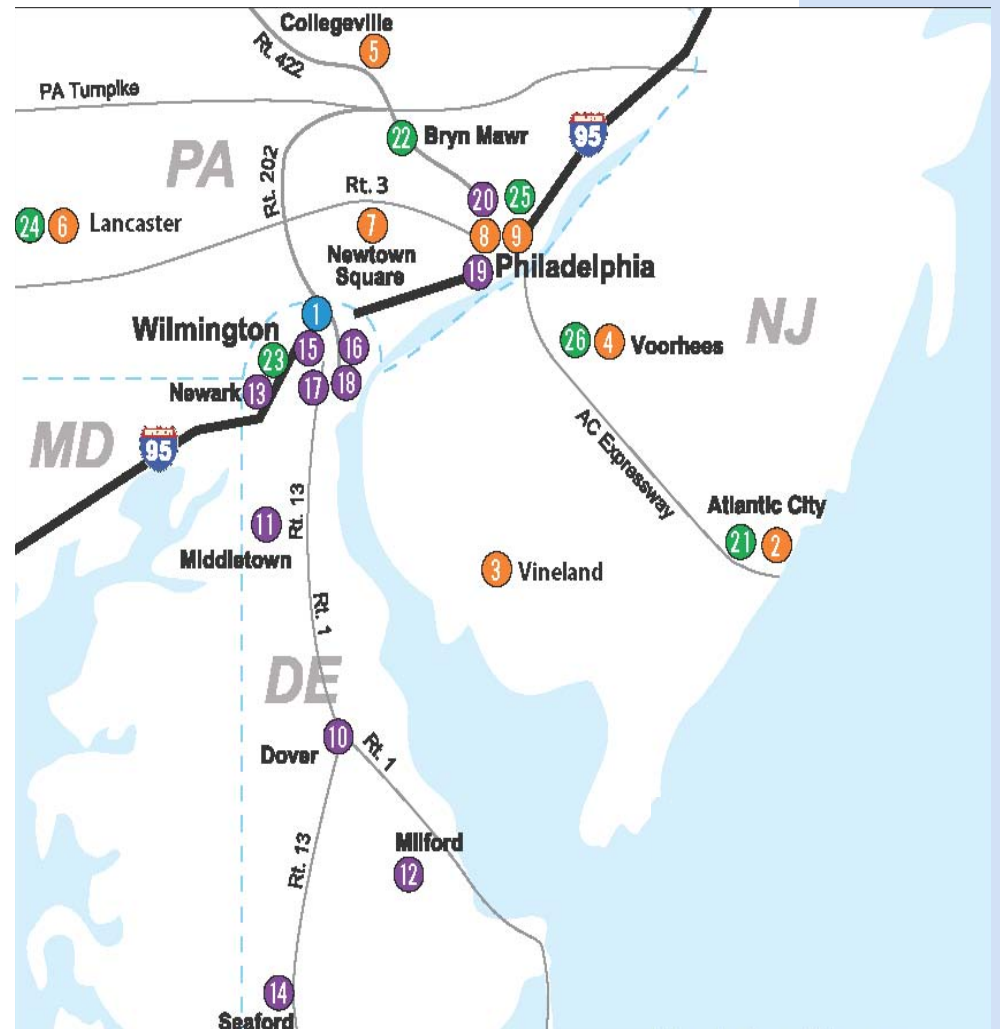 Collegeville
5
Rt. 422
PA Turnpike
95
22 Bryn Mawr
PA
Rt. 202
Rt. 3
20 25
24 6 Lancaster
7
8 9
Newtown
Square
19 Philadelphia
1
NJ
Wilmington
15 16
23
26 4 Voorhees
Newark 13
17 18
MD
95
AC Expressway
Atlantic City
21 2
11
Rt. 13
Middletown
3 Vineland
Rt. 1
DE
10
Dover
Rt. 1
Rt. 13
Milford
12
14
Seaford